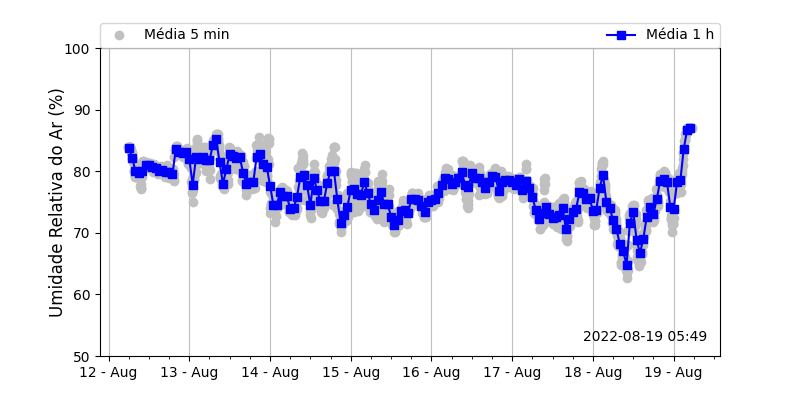 Média 5 min
Média 1 h
100
90
80
70
60
50
Umidade Relativa do Ar (%)
2022-08-19 05:49
12 - Aug
13 - Aug
14 - Aug
15 - Aug
16 - Aug
17 - Aug
18 - Aug
19 - Aug